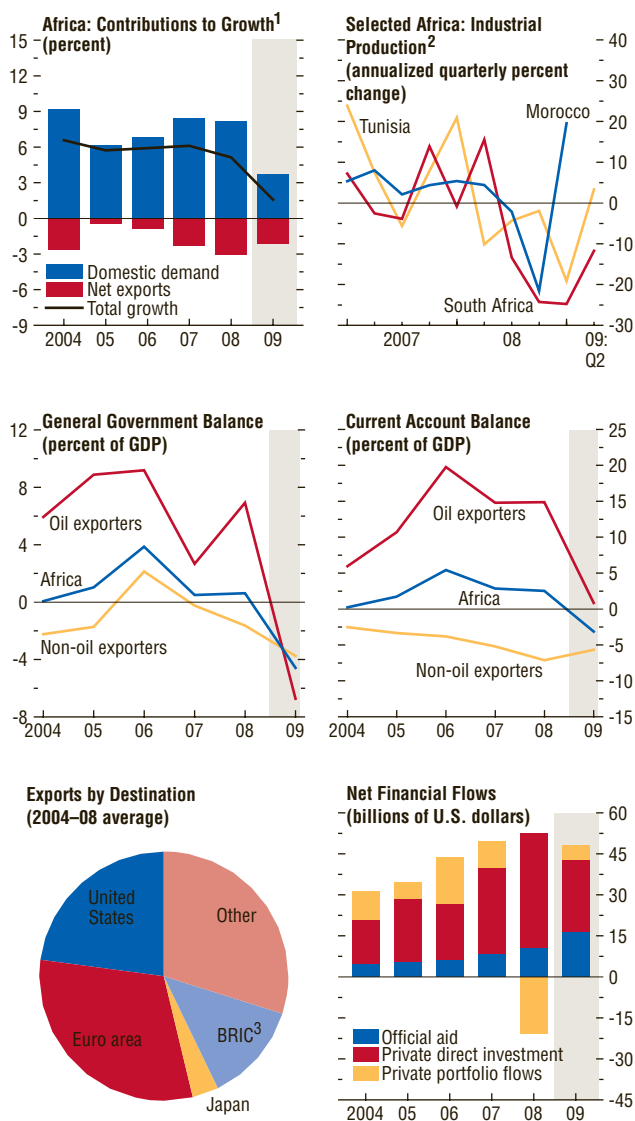 Africa: Contributions to Growth1
(percent)
15
12
9
6
3
0
-3
-6
-9
Domestic demand
Net exports
Total growth
2004 05 06 07 08 09
Selected Africa: Industrial
Production2
(annualized quarterly percent
change)
40
30
20
10
0
-10
-20
-30
Morocco
Tunisia
South Africa
2007 08 09:
Q2
General Government Balance
(percent of GDP)
12
8
4
0
-4
-8
Oil exporters
Africa
Non-oil exporters
2004 05 06 07 08 09
Current Account Balance
(percent of GDP)
25
20
15
10
5
0
-5
-10
-15
Oil exporters
Africa
Non-oil exporters
2004 05 06 07 08 09
Exports by Destination
(2004–08 average)
United
States
Other
Euro area
BRIC3
Japan
Net Financial Flows
(billions of U.S. dollars)
60
45
30
15
0
-15
-30
-45
Official aid
Private direct investment
Private portfolio flows
2004 05 06 07 08 09